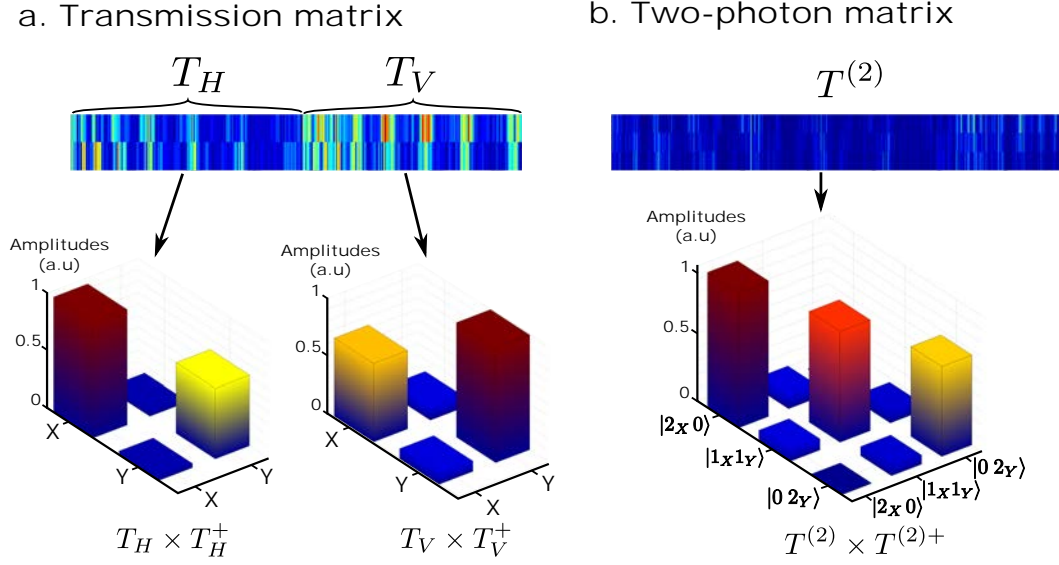 a. Transmission matrix
T_H T_V
Amplitudes
(a.u)
1
0.5
0
X
Y
X
Y
T_H × T_H^+
Amplitudes
(a.u)
1
0.5
0
X
Y
X
Y
T_V × T_V^+
b. Two-photon matrix
T^{(2)}
Amplitudes
(a.u)
1
0.5
0
|2_X 0⟩
|1_X 1_Y⟩
|0 2_Y⟩
|2_X 0⟩
|1_X 1_Y⟩
|0 2_Y⟩
T^{(2)} × T^{(2)+}